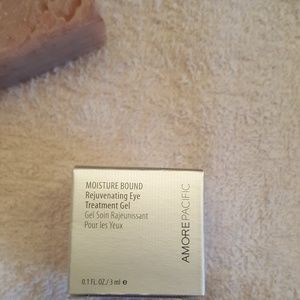 MOISTURE BOUND
Rejuvenating Eye
Treatment Gel
Gel Soin Rajeunissant
Pour les Yeux
0.1 FL. OZ./3 ml e
AMOREPACIFIC